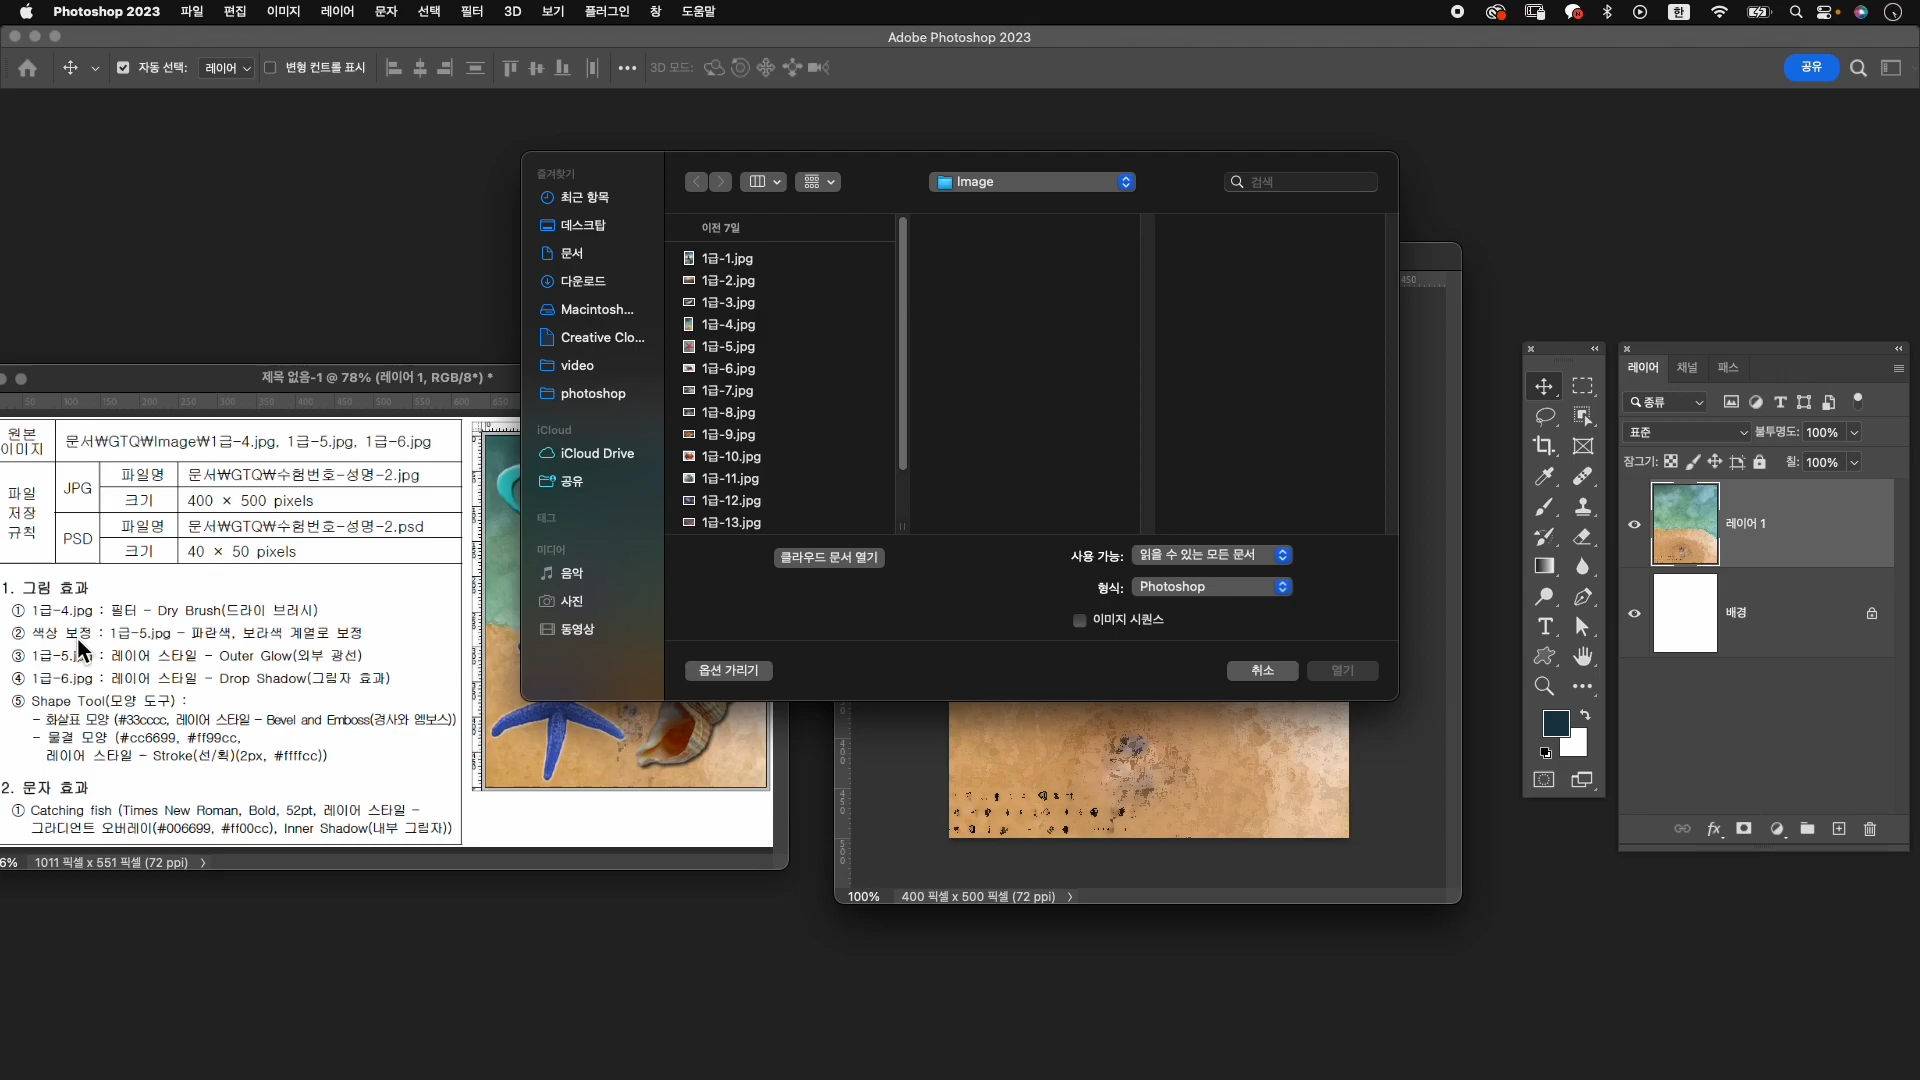 Photoshop 2023 파일 편집 이미지 레이어 문자 선택 필터 3D 보기 플러그인 창 도움말 한
Adobe Photoshop 2023
자동 선택: 레이어 변형 컨트롤 표시 3D 모드: 공유
즐겨찾기
최근 항목
데스크탑
문서
다운로드
Macintosh...
Creative Clo...
video
photoshop
iCloud
iCloud Drive
공유
태그
미디어
음악
사진
동영상
Image
검색
이전 7일
1급-1.jpg
1급-2.jpg
1급-3.jpg
1급-4.jpg
1급-5.jpg
1급-6.jpg
1급-7.jpg
1급-8.jpg
1급-9.jpg
1급-10.jpg
1급-11.jpg
1급-12.jpg
1급-13.jpg
클라우드 문서 열기
사용 가능: 읽을 수 있는 모든 문서
형식: Photoshop
이미지 시퀀스
옵션 가리기 취소 열기
제목 없음-1 @ 78% (레이어 1, RGB/8*) *
50 100 150 200 250 300 350 400 450 500 550 600 650
원본 이미지 문서₩GTQ₩Image₩1급-4.jpg, 1급-5.jpg, 1급-6.jpg
파일 저장 규칙
JPG 파일명 문서₩GTQ₩수험번호-성명-2.jpg
크기 400 × 500 pixels
PSD 파일명 문서₩GTQ₩수험번호-성명-2.psd
크기 40 × 50 pixels
1. 그림 효과
① 1급-4.jpg : 필터 - Dry Brush(드라이 브러시)
② 색상 보정 : 1급-5.jpg - 파란색, 보라색 계열로 보정
③ 1급-5.jpg : 레이어 스타일 - Outer Glow(외부 광선)
④ 1급-6.jpg : 레이어 스타일 - Drop Shadow(그림자 효과)
⑤ Shape Tool(모양 도구) :
- 화살표 모양 (#33cccc, 레이어 스타일 - Bevel and Emboss(경사와 엠보스))
- 물결 모양 (#cc6699, #ff99cc,
레이어 스타일 - Stroke(선/획)(2px, #ffffcc))
2. 문자 효과
① Catching fish (Times New Roman, Bold, 52pt, 레이어 스타일 -
그라디언트 오버레이(#006699, #ff00cc), Inner Shadow(내부 그림자))
6% 1011 픽셀 x 551 픽셀 (72 ppi)
450
400
450
500
100% 400 픽셀 x 500 픽셀 (72 ppi)
레이어 채널 패스
종류
표준 불투명도: 100%
잠그기: 칠: 100%
레이어 1
배경
fx